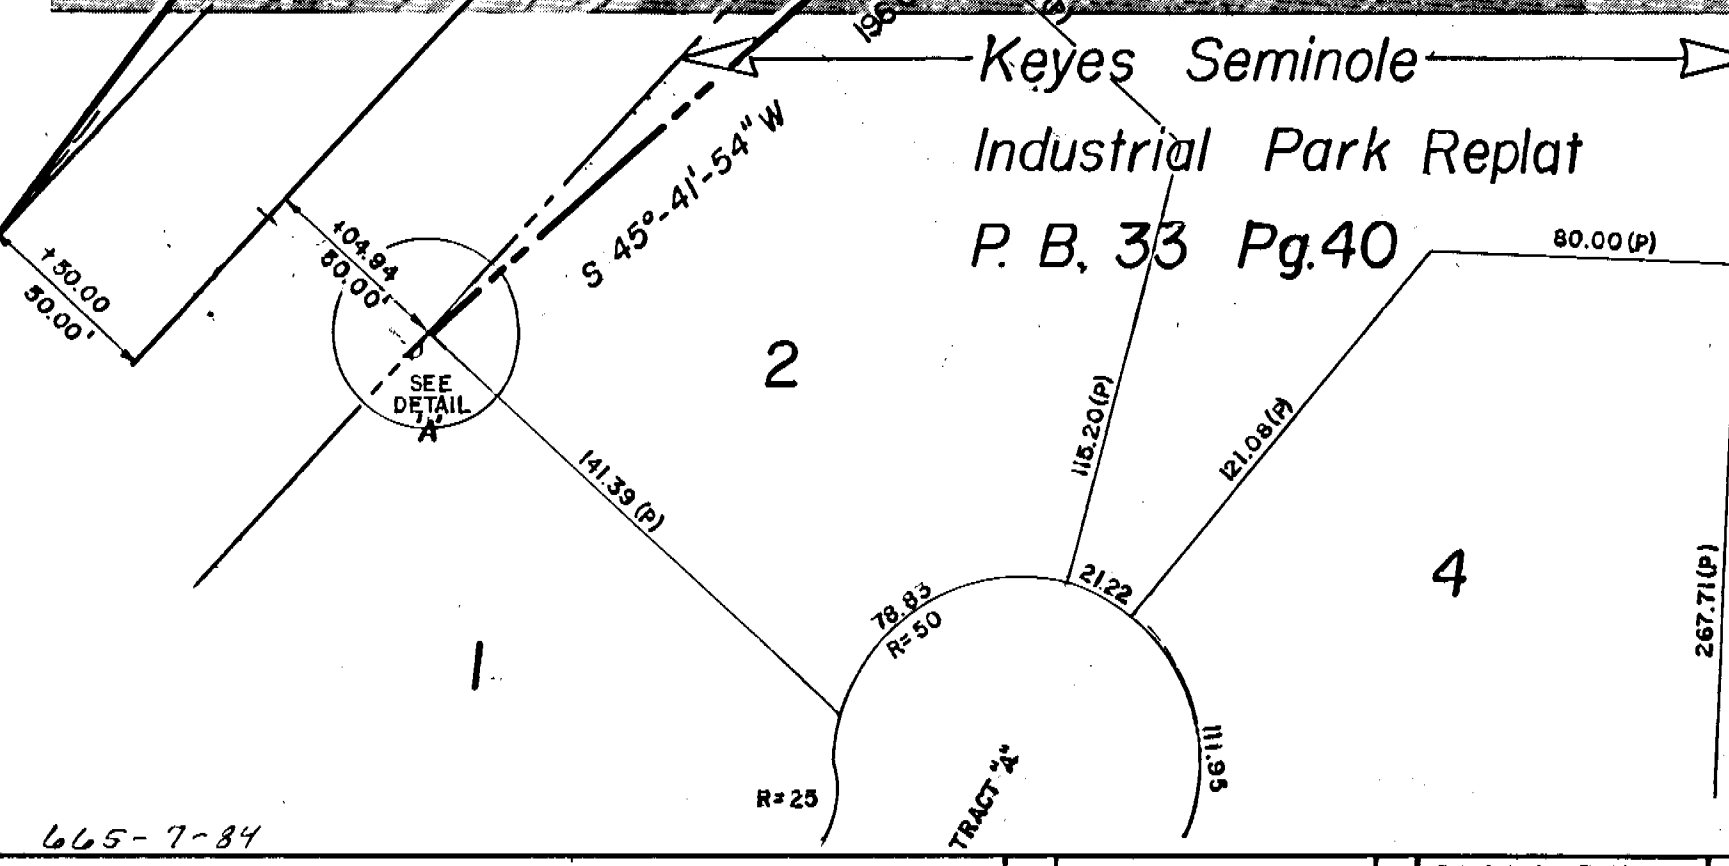 (P)
Keyes Seminole
Industrial Park Replat
P. B. 33 Pg. 40
S 45°-41'-54" W
+04.94
50.00'
+50.00
50.00'
SEE
DETAIL
"A"
80.00 (P)
2
115.20 (P)
121.08 (P)
141.39 (P)
4
267.71 (P)
78.83
R=50
21.22
1
111.95
R=25
TRACT "A"
665-7-84